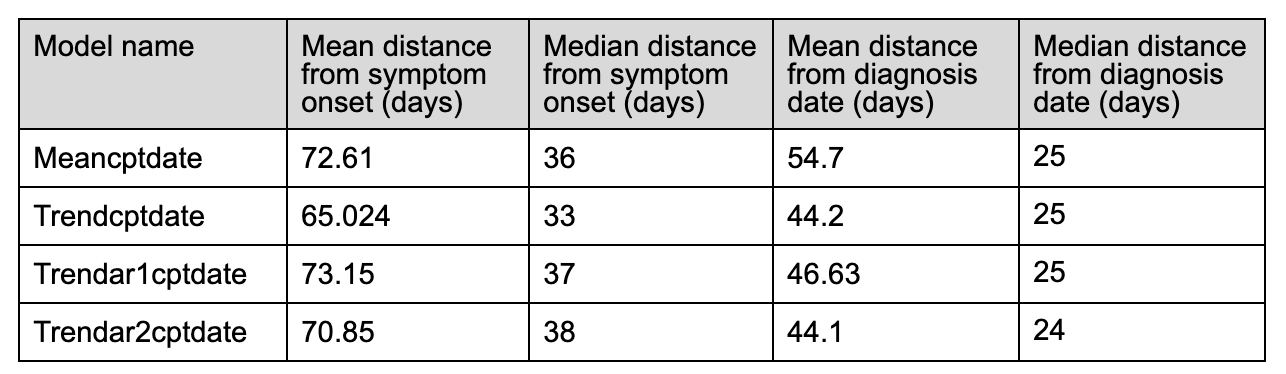 Model name
Mean distance
from symptom
onset (days)
Median distance
from symptom
onset (days)
Mean distance
from diagnosis
date (days)
Median distance
from diagnosis
date (days)
Meancptdate 72.61 36 54.7 25
Trendcptdate 65.024 33 44.2 25
Trendar1cptdate 73.15 37 46.63 25
Trendar2cptdate 70.85 38 44.1 24